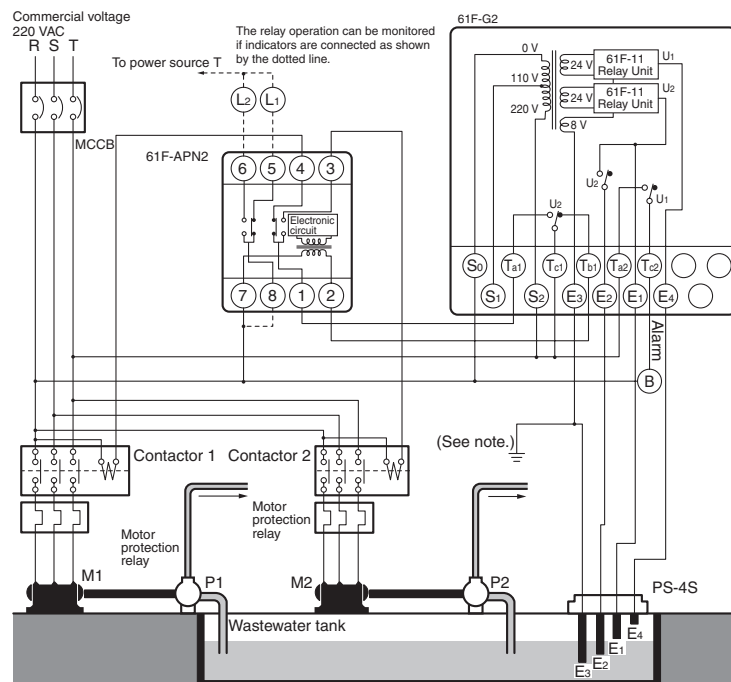 Commercial voltage
220 VAC
R S T
MCCB
To power source T
The relay operation can be monitored
if indicators are connected as shown
by the dotted line.
L2
L1
61F-APN2
6
5
4
3
Electronic
circuit
7
8
1
2
61F-G2
0 V
110 V
220 V
24 V
61F-11
Relay Unit
U1
24 V
61F-11
Relay Unit
U2
8 V
U2
U2
U1
S0
Ta1
Tc1
Tb1
Ta2
Tc2
S1
S2
E3
E2
E1
E4
Alarm
B
(See note.)
Contactor 1
Contactor 2
Motor
protection
relay
Motor
protection
relay
M1
P1
M2
P2
PS-4S
Wastewater tank
E4
E1
E2
E3